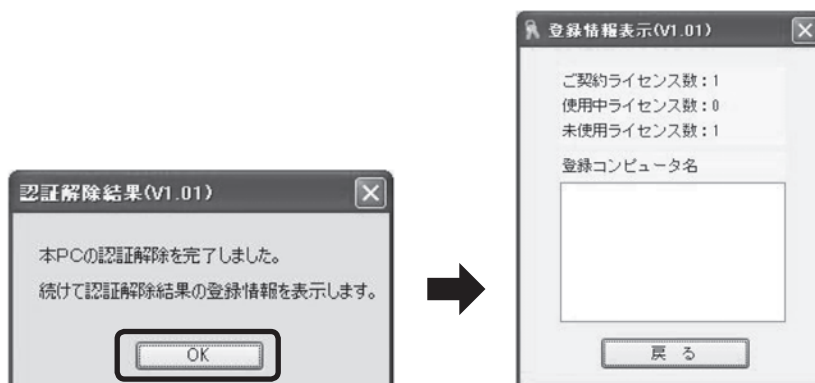 認証解除結果(V1.01)
本PCの認証解除を完了しました。
続けて認証解除結果の登録情報を表示します。
OK
登録情報表示(V1.01)
ご契約ライセンス数:1
使用中ライセンス数:0
未使用ライセンス数:1
登録コンピュータ名
戻る